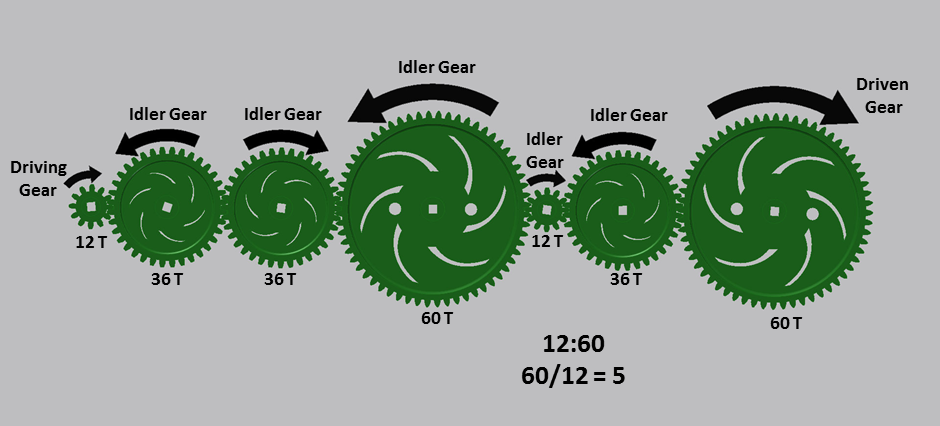 Driving
Gear
12 T
Idler Gear
36 T
Idler Gear
36 T
Idler Gear
60 T
Idler
Gear
12 T
Idler Gear
36 T
Driven
Gear
60 T
12:60
60/12 = 5